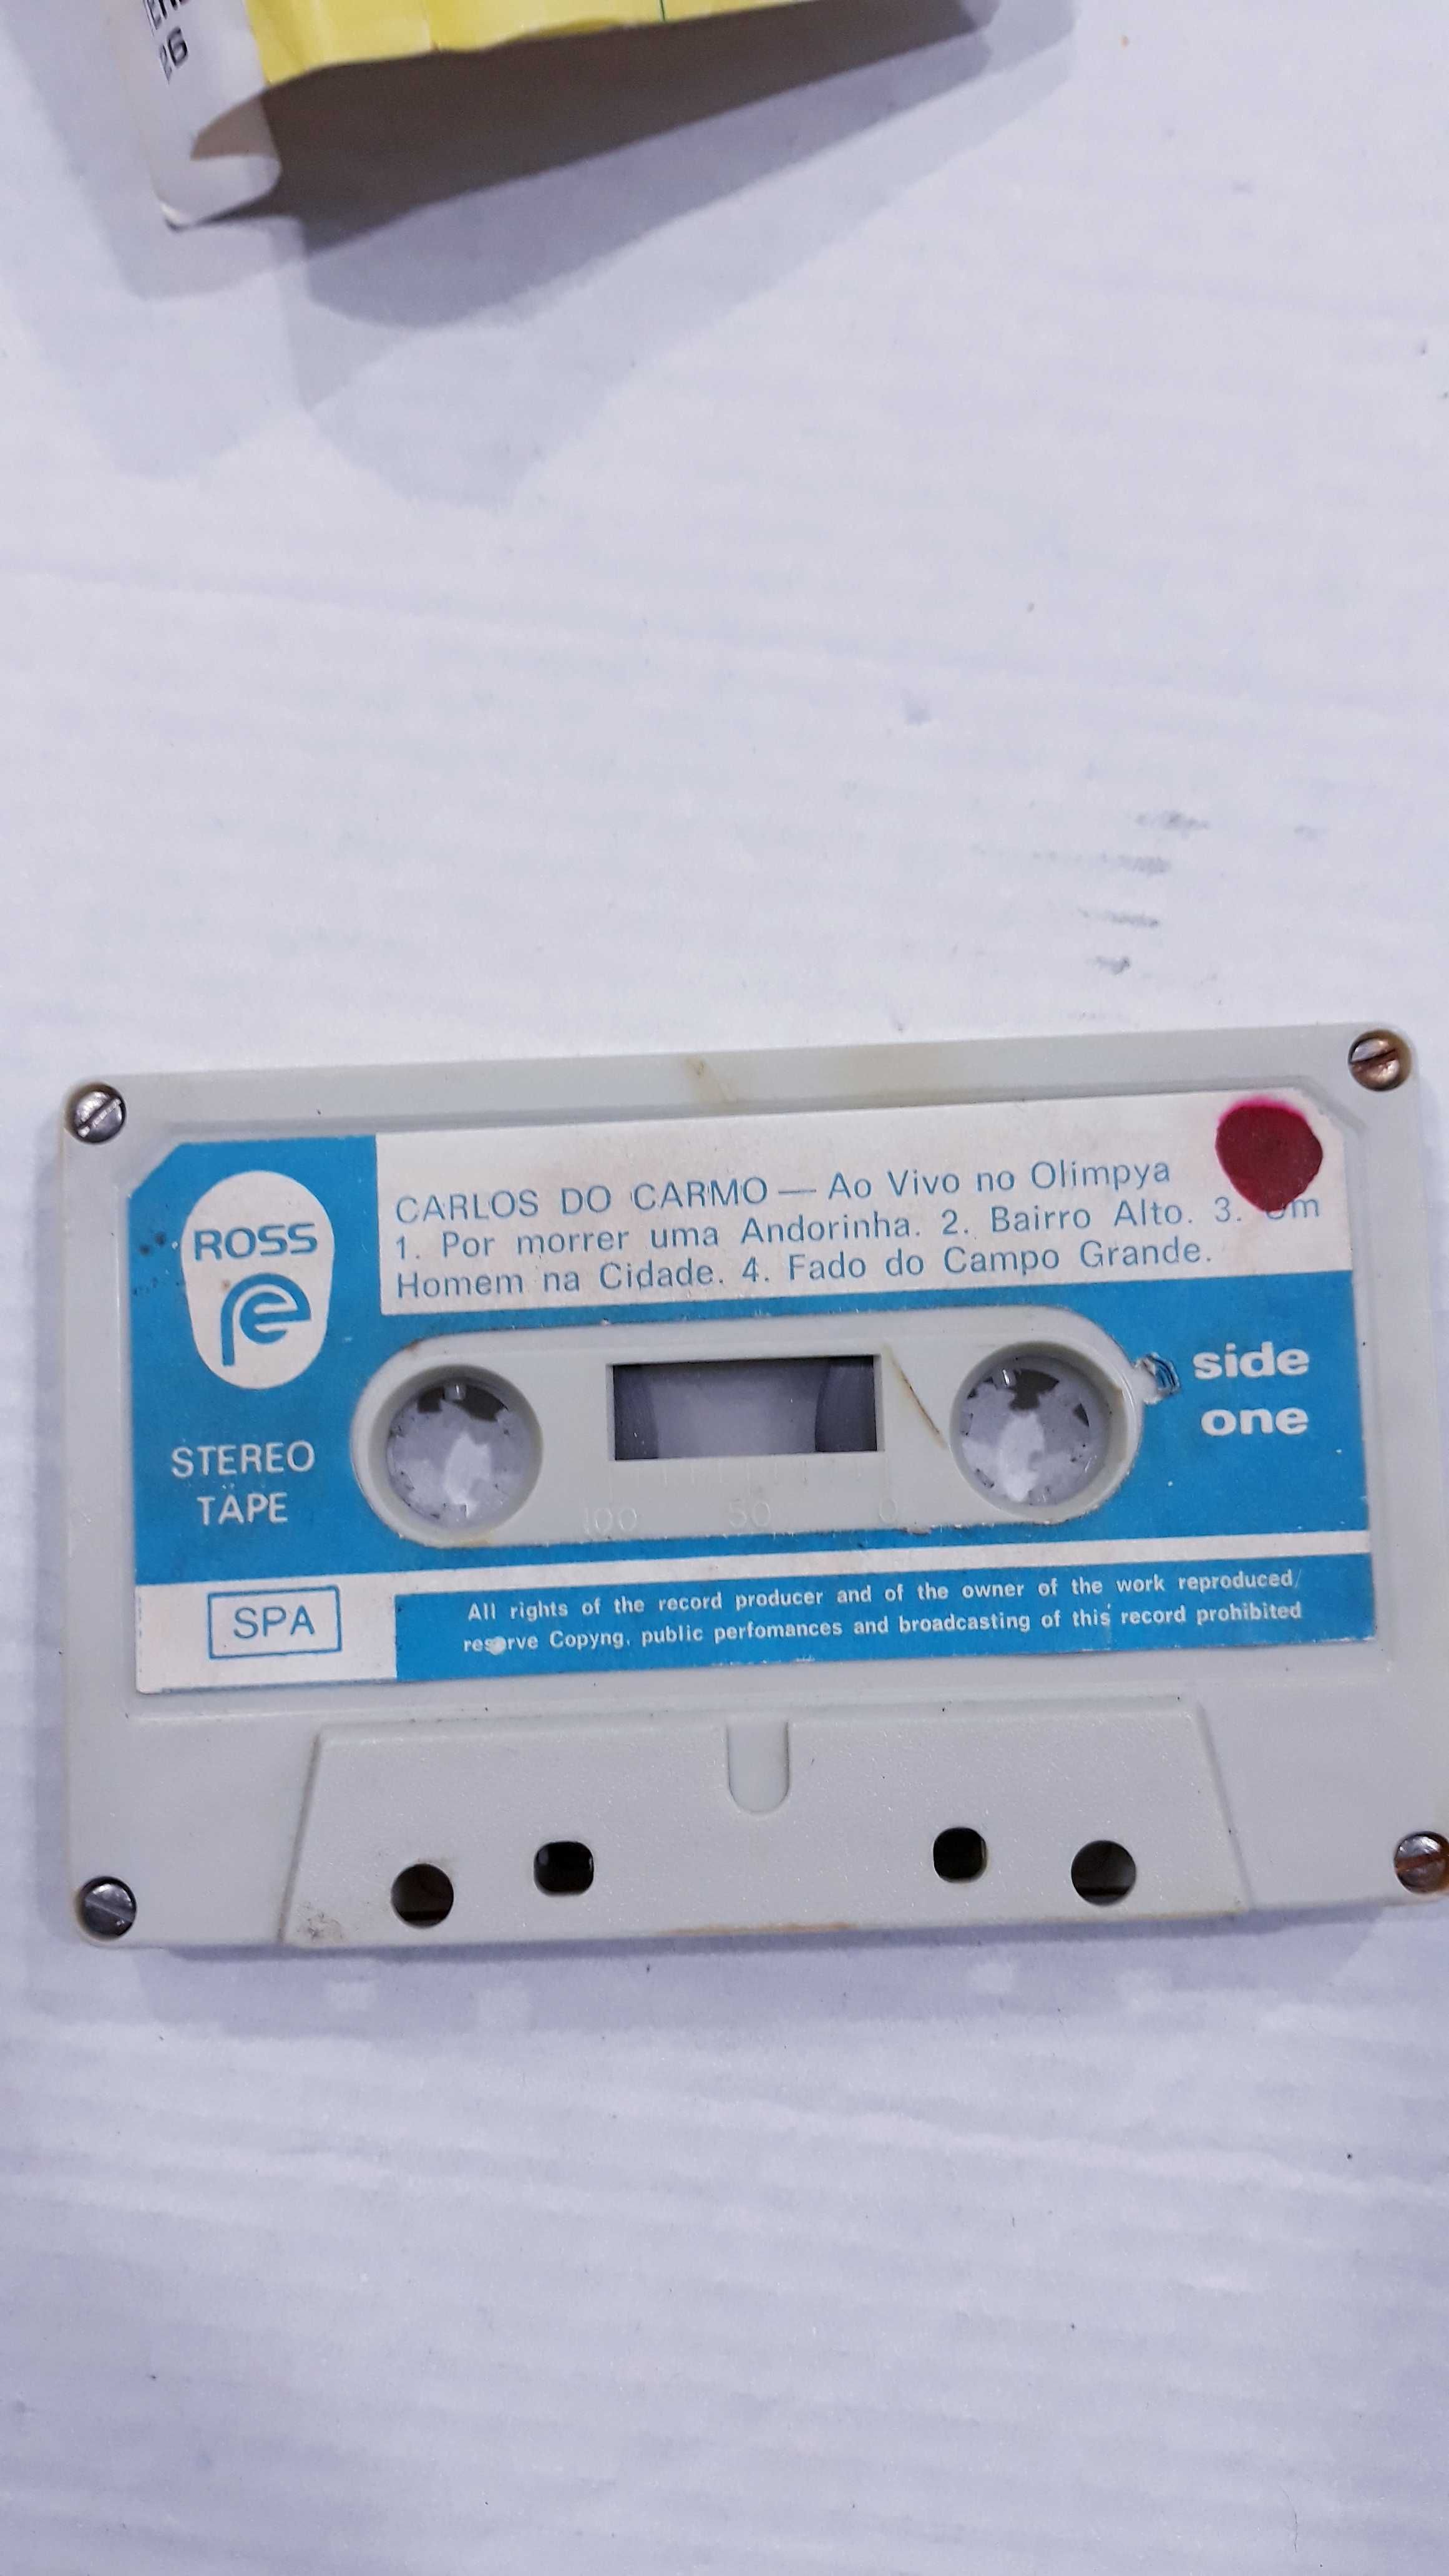 26
CARLOS DO CARMO — Ao Vivo no Olimpya
1. Por morrer uma Andorinha. 2. Bairro Alto. 3. Um
Homem na Cidade. 4. Fado do Campo Grande.
ROSS
side
one
STEREO
TAPE
100 50 0
SPA
All rights of the record producer and of the owner of the work reproduced/
reserve Copyng, public perfomances and broadcasting of this record prohibited